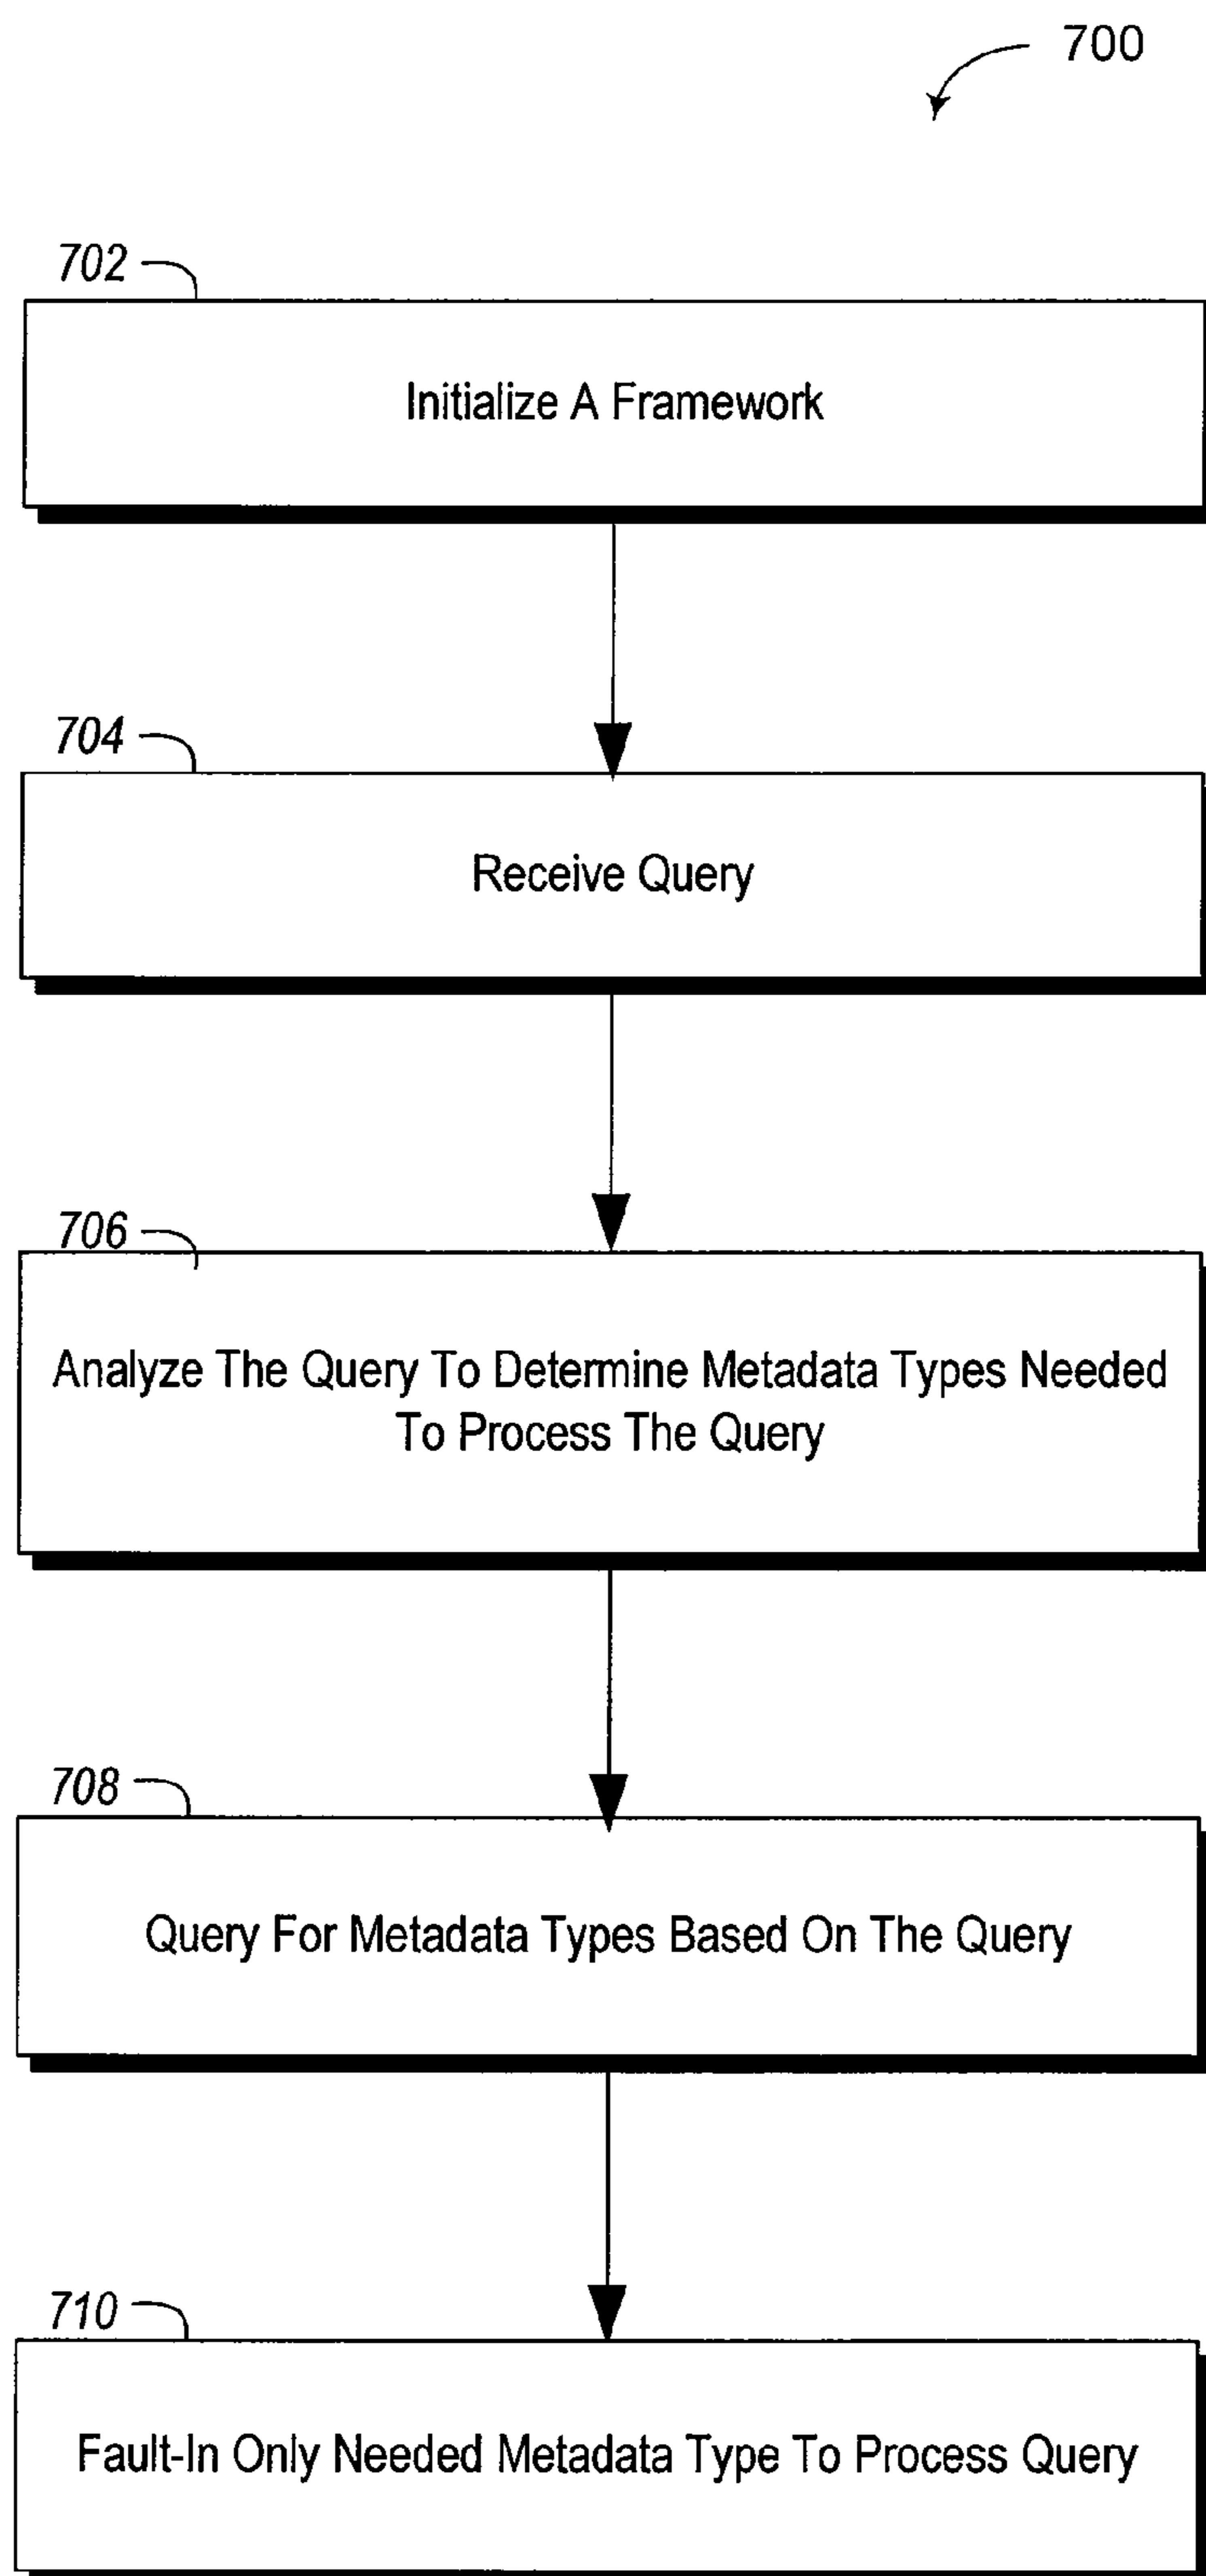 700
702
Initialize A Framework
704
Receive Query
706
Analyze The Query To Determine Metadata Types Needed
To Process The Query
708
Query For Metadata Types Based On The Query
710
Fault-In Only Needed Metadata Type To Process Query